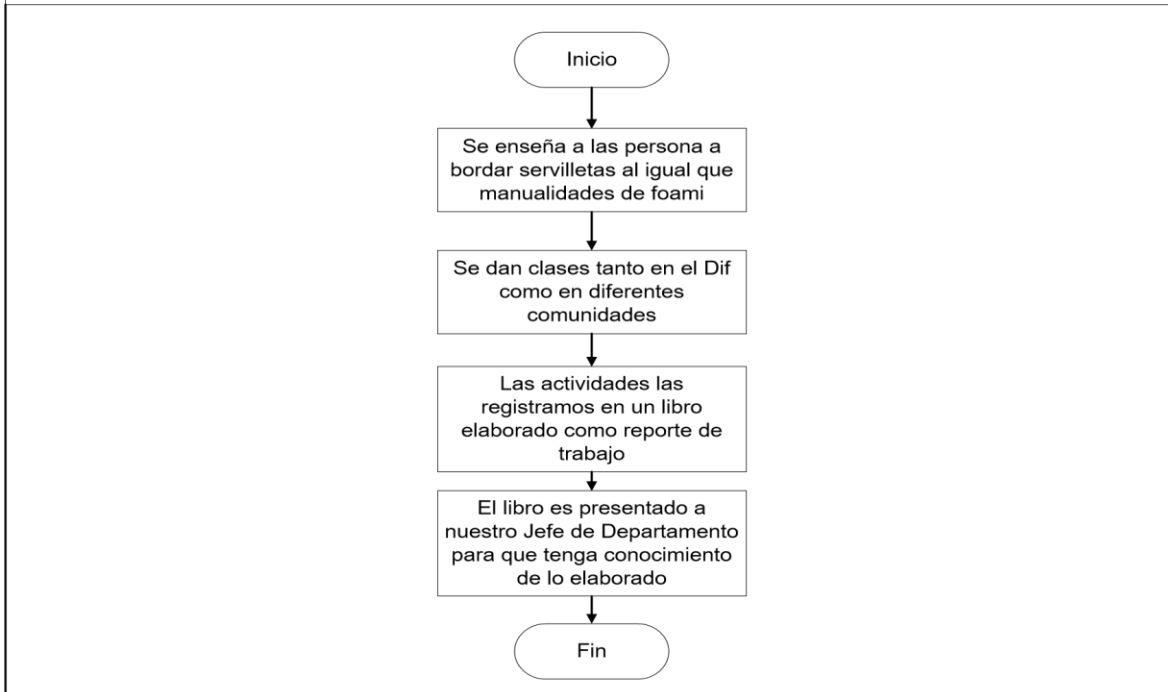 Inicio
Se enseña a las persona a
bordar servilletas al igual que
manualidades de foami
Se dan clases tanto en el Dif
como en diferentes
comunidades
Las actividades las
registramos en un libro
elaborado como reporte de
trabajo
El libro es presentado a
nuestro Jefe de Departamento
para que tenga conocimiento
de lo elaborado
Fin